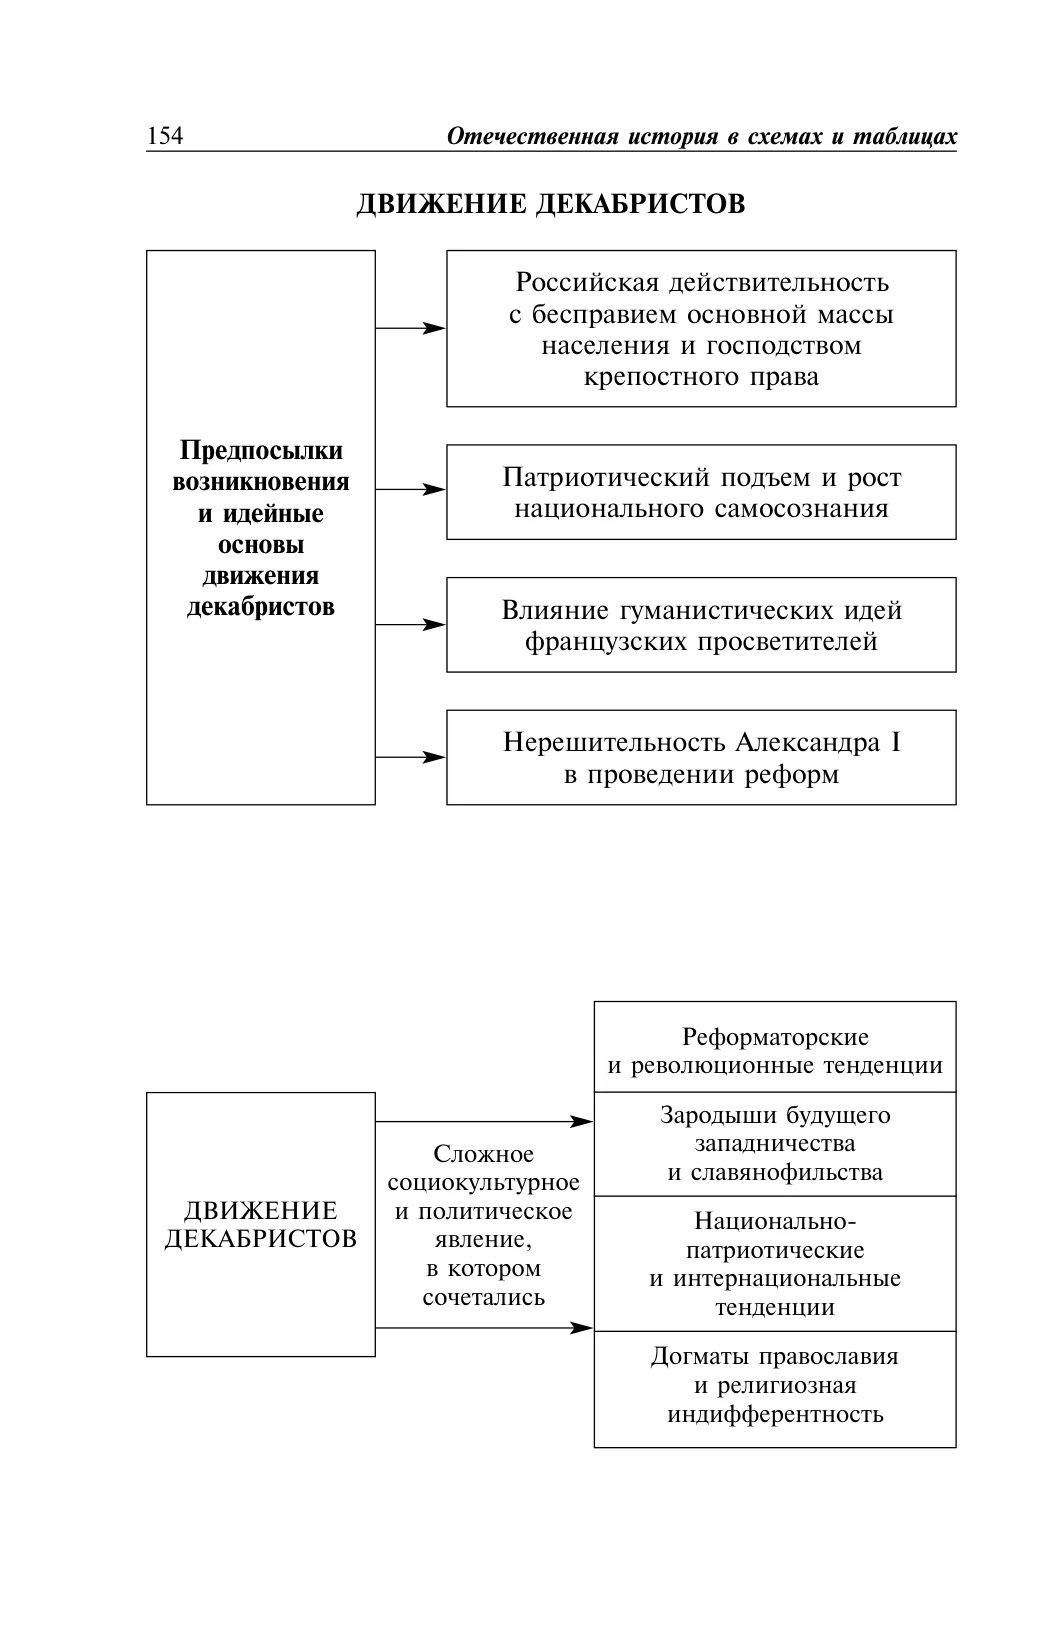 154
Отечественная история в схемах и таблицах
ДВИЖЕНИЕ ДЕКАБРИСТОВ
Предпосылки
возникновения
и идейные
основы
движения
декабристов
Российская действительность
с бесправием основной массы
населения и господством
крепостного права
Патриотический подъем и рост
национального самосознания
Влияние гуманистических идей
французских просветителей
Нерешительность Александра I
в проведении реформ
ДВИЖЕНИЕ
ДЕКАБРИСТОВ
Сложное
социокультурное
и политическое
явление,
в котором
сочетались
Реформаторские
и революционные тенденции
Зародыши будущего
западничества
и славянофильства
Национально-
патриотические
и интернациональные
тенденции
Догматы православия
и религиозная
индифферентность